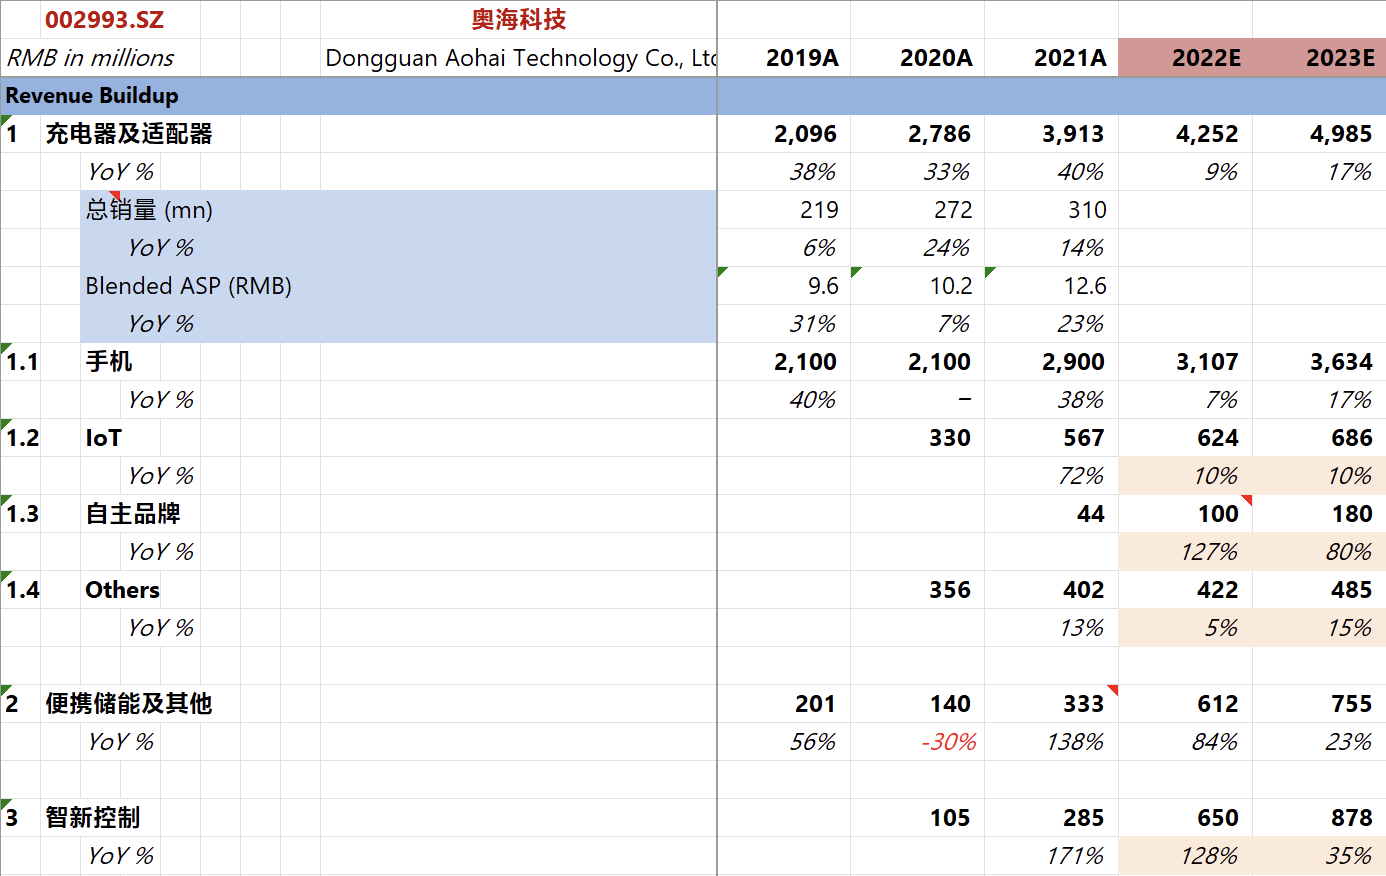 002993.SZ 奥海科技
RMB in millions Dongguan Aohai Technology Co., Ltd 2019A 2020A 2021A 2022E 2023E
Revenue Buildup
1 充电器及适配器 2,096 2,786 3,913 4,252 4,985
YoY % 38% 33% 40% 9% 17%
总销量 (mn) 219 272 310
YoY % 6% 24% 14%
Blended ASP (RMB) 9.6 10.2 12.6
YoY % 31% 7% 23%
1.1 手机 2,100 2,100 2,900 3,107 3,634
YoY % 40% – 38% 7% 17%
1.2 IoT 330 567 624 686
YoY % 72% 10% 10%
1.3 自主品牌 44 100 180
YoY % 127% 80%
1.4 Others 356 402 422 485
YoY % 13% 5% 15%
2 便携储能及其他 201 140 333 612 755
YoY % 56% -30% 138% 84% 23%
3 智新控制 105 285 650 878
YoY % 171% 128% 35%